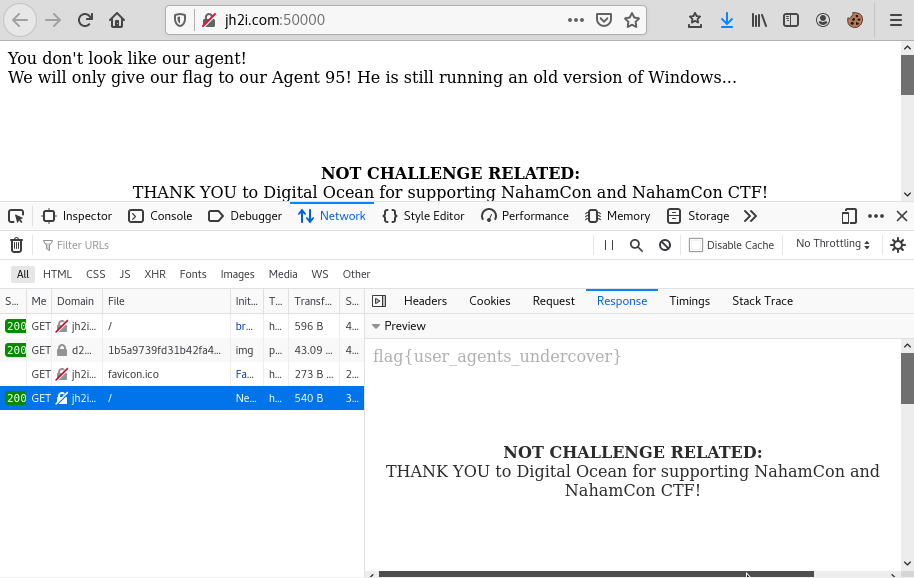 jh2i.com:50000
You don't look like our agent!
We will only give our flag to our Agent 95! He is still running an old version of Windows...
NOT CHALLENGE RELATED:
THANK YOU to Digital Ocean for supporting NahamCon and NahamCon CTF!
Inspector Console Debugger Network Style Editor Performance Memory Storage
Filter URLs Disable Cache No Throttling
All HTML CSS JS XHR Fonts Images Media WS Other
S... Me Domain File Init... T... Transf... S... Headers Cookies Request Response Timings Stack Trace
200 GET jh2i... / br... h... 596 B 4...
Preview
200 GET d2... 1b5a9739fd31b42fa4... img p... 43.09 ... 4...
flag{user_agents_undercover}
GET jh2i... favicon.ico Fa... h... 273 B ... 2...
200 GET jh2i... / Ne... h... 540 B 3...
NOT CHALLENGE RELATED:
THANK YOU to Digital Ocean for supporting NahamCon and
NahamCon CTF!